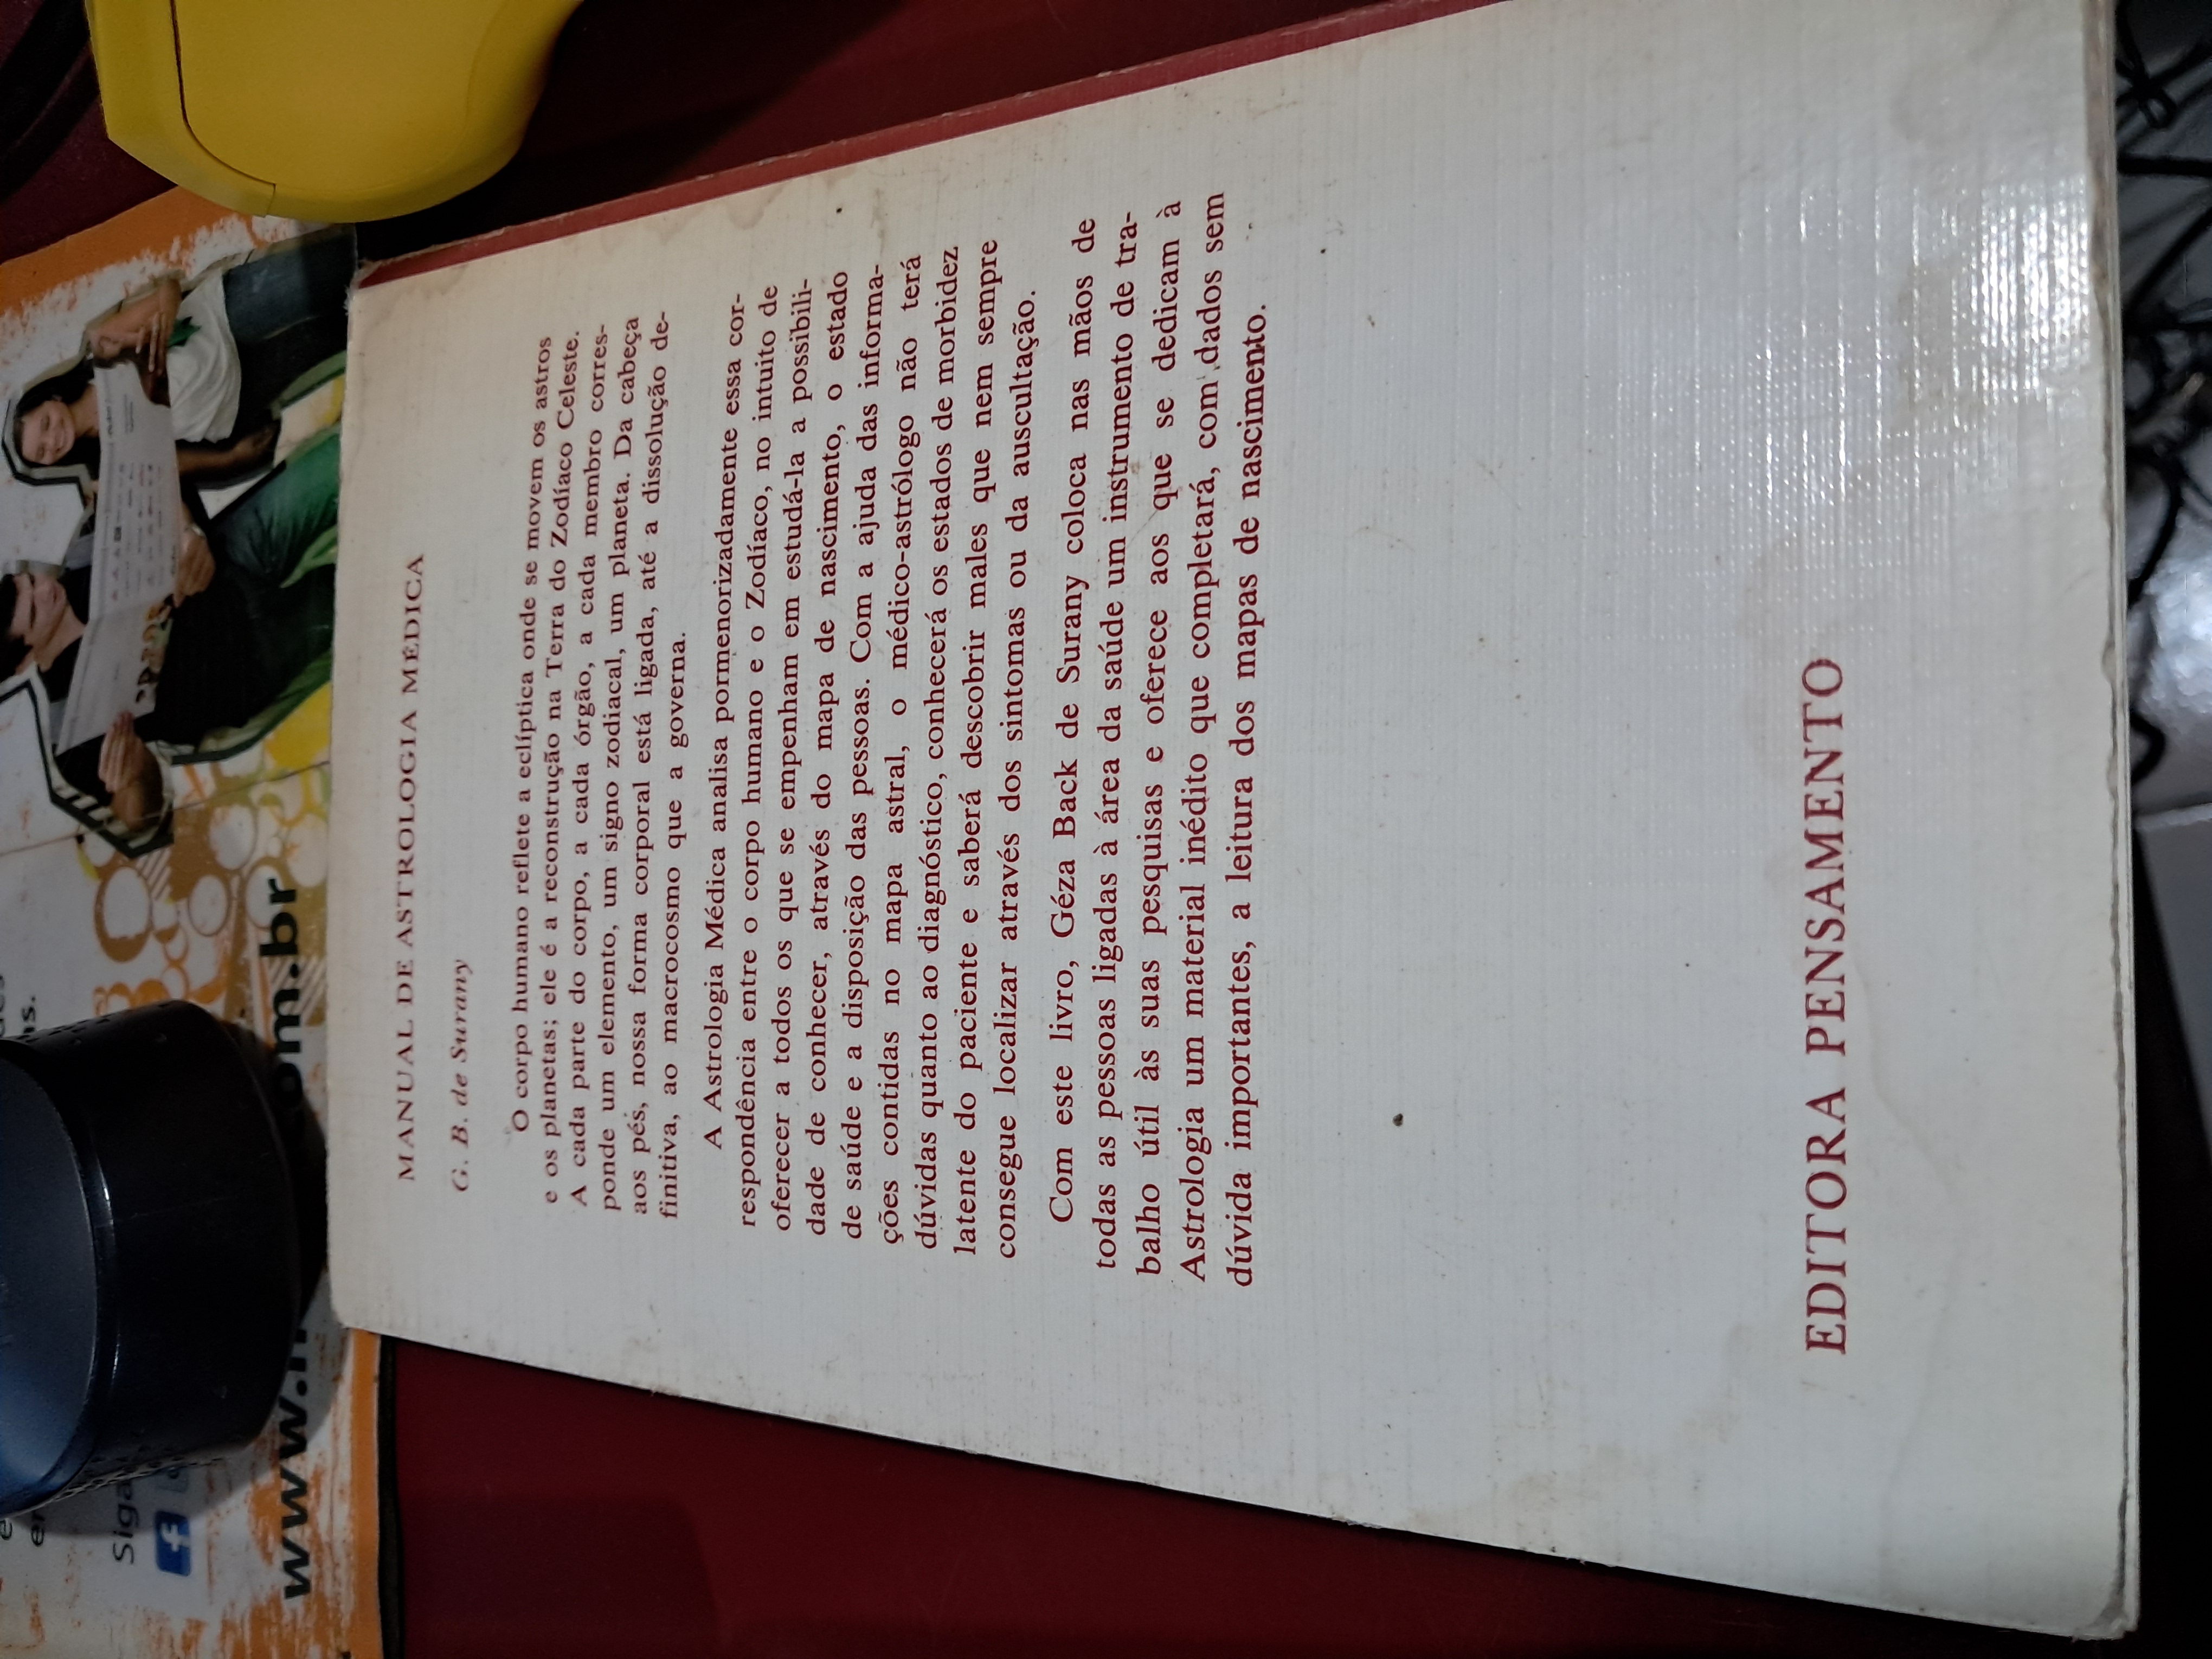 MANUAL DE ASTROLOGIA MÉDICA
G. B. de Surany
O corpo humano reflete a eclíptica onde se movem os astros
e os planetas; ele é a reconstrução na Terra do Zodíaco Celeste.
A cada parte do corpo, a cada órgão, a cada membro corres-
ponde um elemento, um signo zodiacal, um planeta. Da cabeça
aos pés, nossa forma corporal está ligada, até a dissolução de-
finitiva, ao macrocosmo que a governa.
A Astrologia Médica analisa pormenorizadamente essa cor-
respondência entre o corpo humano e o Zodíaco, no intuito de
oferecer a todos os que se empenham em estudá-la a possibili-
dade de conhecer, através do mapa de nascimento, o estado
de saúde e a disposição das pessoas. Com a ajuda das informa-
ções contidas no mapa astral, o médico-astrólogo não terá
dúvidas quanto ao diagnóstico, conhecerá os estados de morbidez
latente do paciente e saberá descobrir males que nem sempre
consegue localizar através dos sintomas ou da auscultação.
Com este livro, Géza Back de Surany coloca nas mãos de
todas as pessoas ligadas à área da saúde um instrumento de tra-
balho útil às suas pesquisas e oferece aos que se dedicam à
Astrologia um material inédito que completará, com dados sem
dúvida importantes, a leitura dos mapas de nascimento.
EDITORA PENSAMENTO
Siga
f
www.
om.br